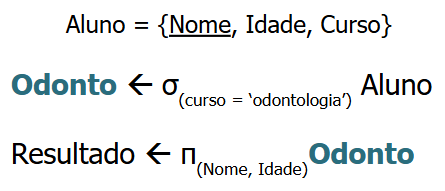 Aluno = {Nome, Idade, Curso}
Odonto ← σ(curso = ‘odontologia’) Aluno
Resultado ← π(Nome, Idade)Odonto